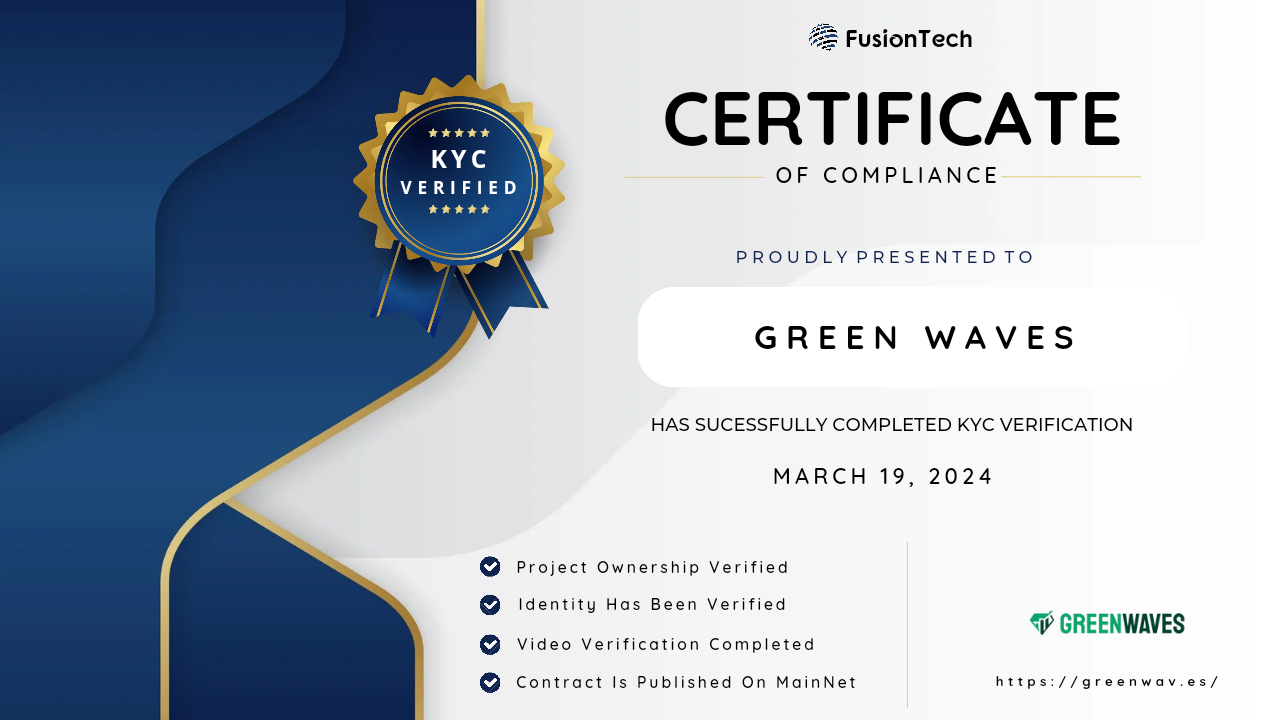 FusionTech
CERTIFICATE
OF COMPLIANCE
KYC
VERIFIED
PROUDLY PRESENTED TO
GREEN WAVES
HAS SUCESSFULLY COMPLETED KYC VERIFICATION
MARCH 19, 2024
Project Ownership Verified
Identity Has Been Verified
Video Verification Completed
Contract Is Published On MainNet
GREENWAVES
https://greenwav.es/